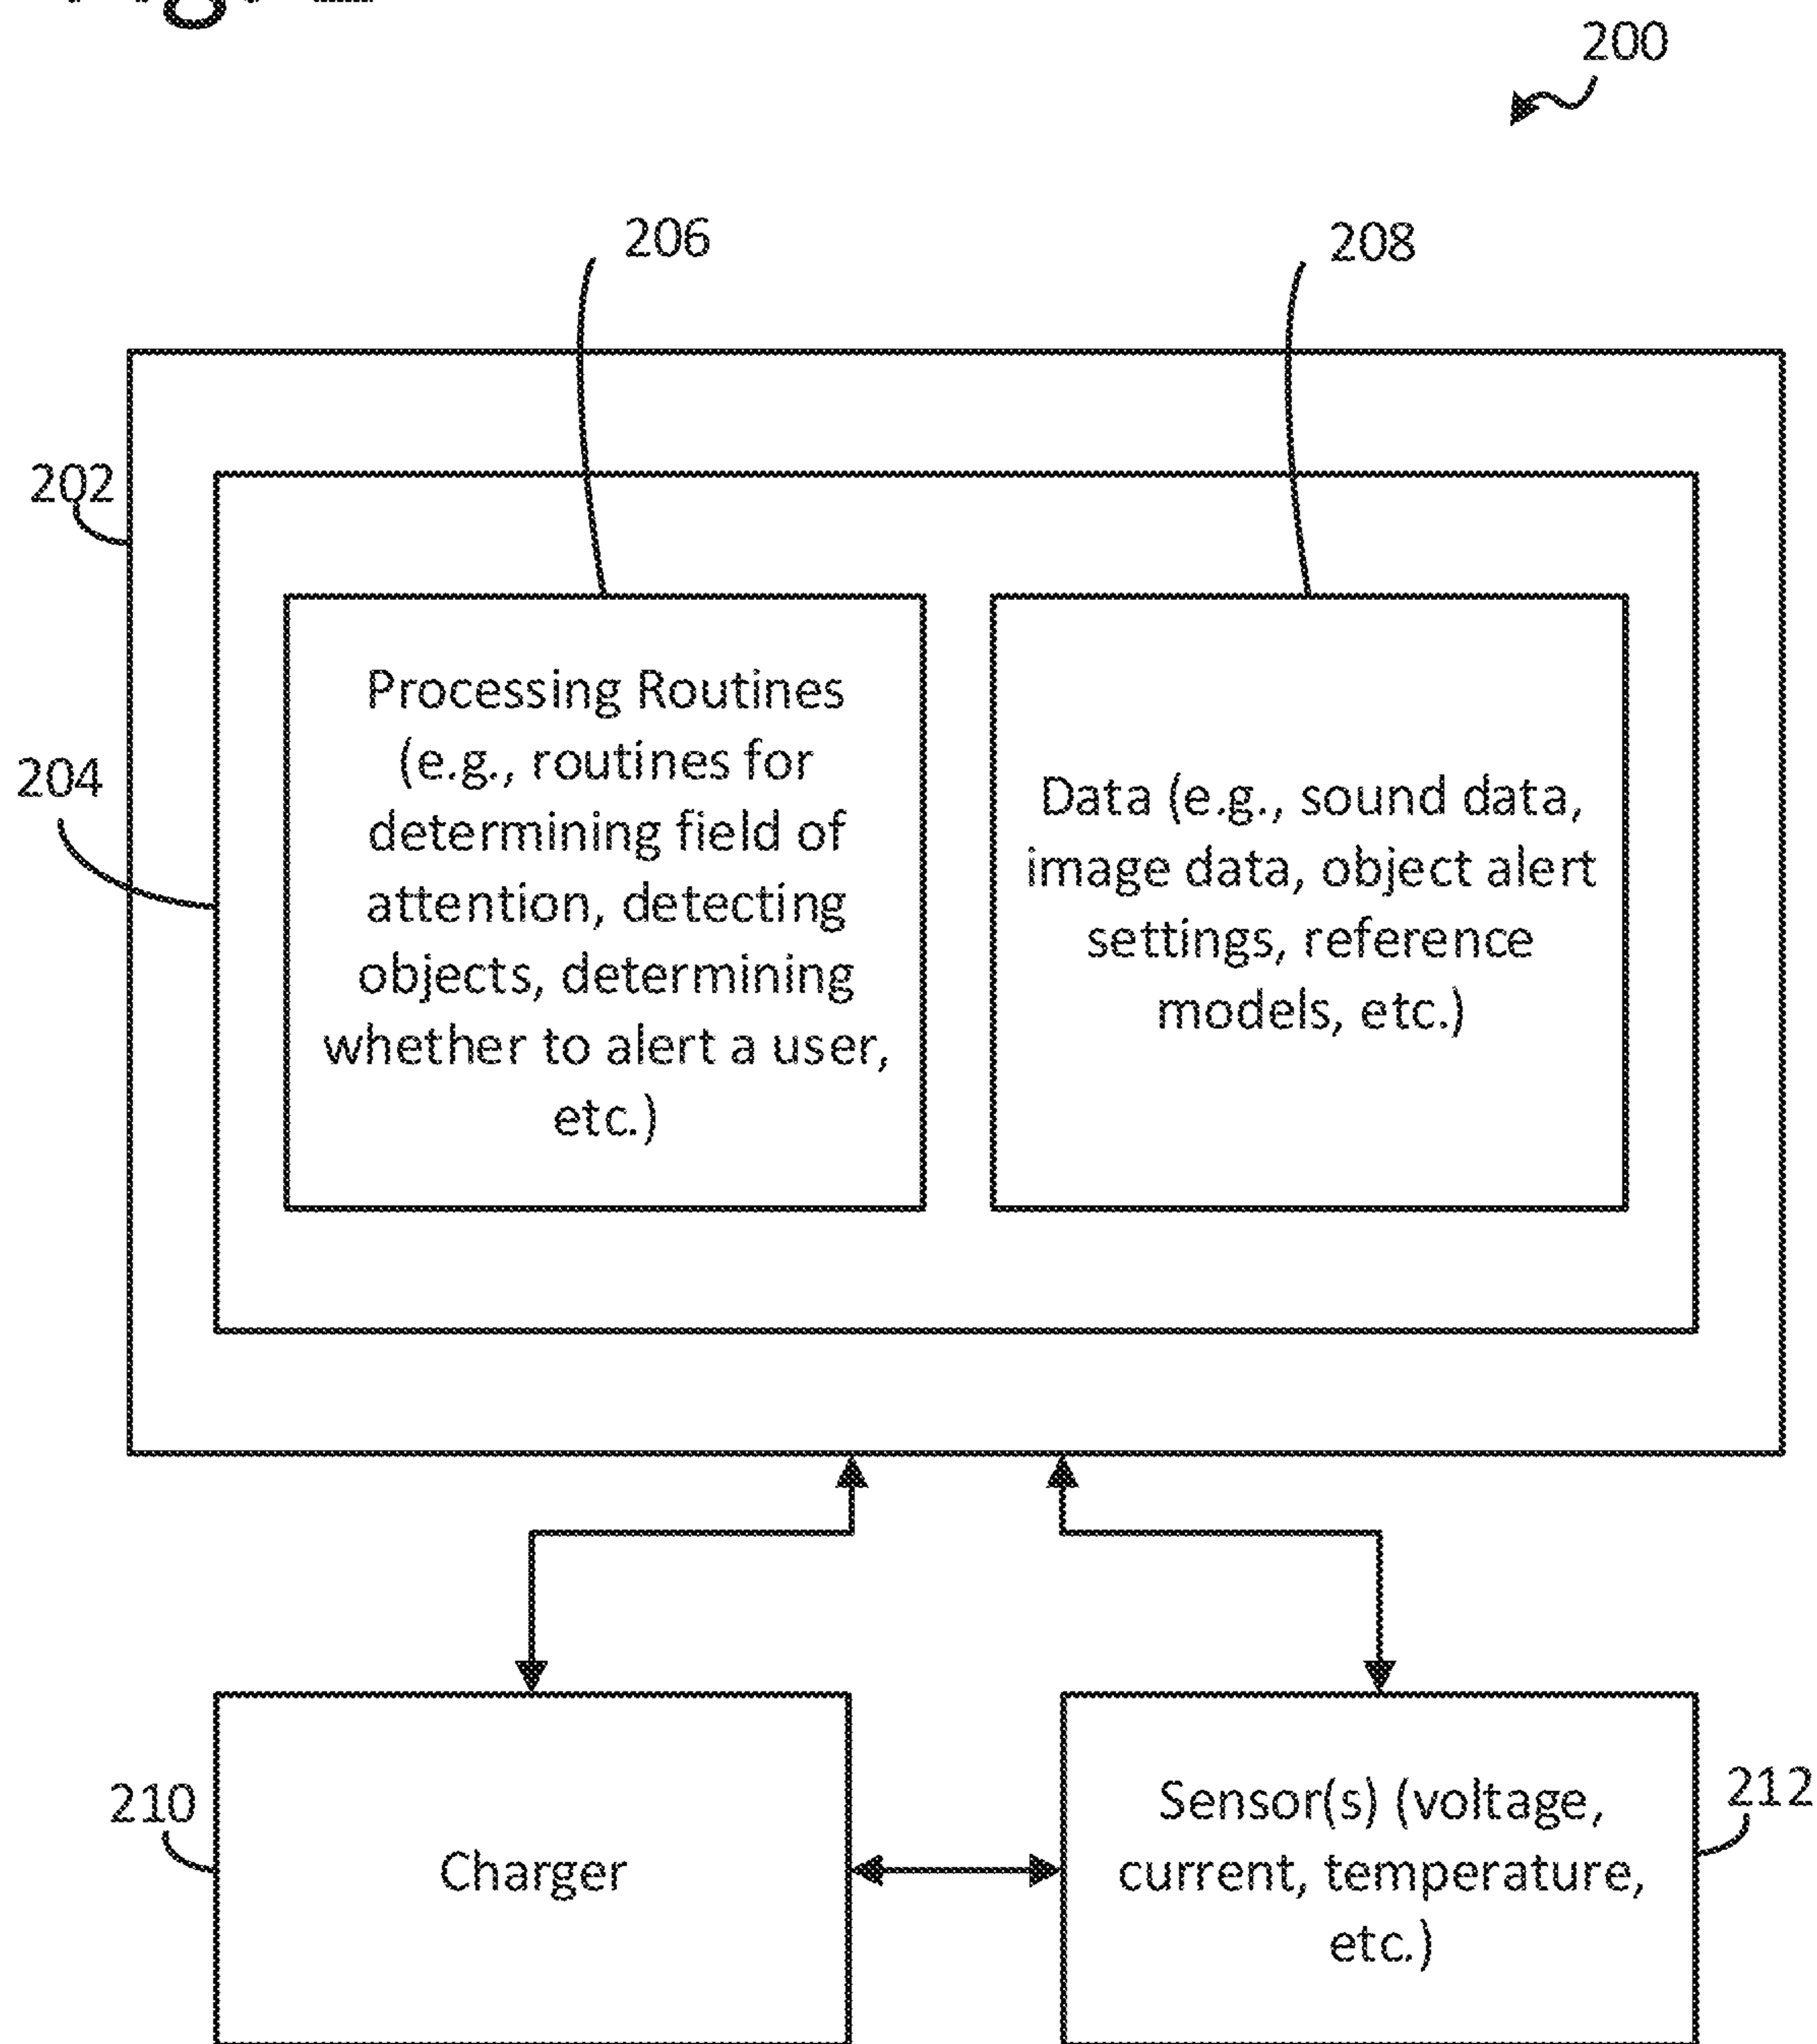 200
206
208
202
204
Processing Routines
(e.g., routines for
determining field of
attention, detecting
objects, determining
whether to alert a user,
etc.)
Data (e.g., sound data,
image data, object alert
settings, reference
models, etc.)
210
Charger
Sensor(s) (voltage,
current, temperature,
etc.)
212